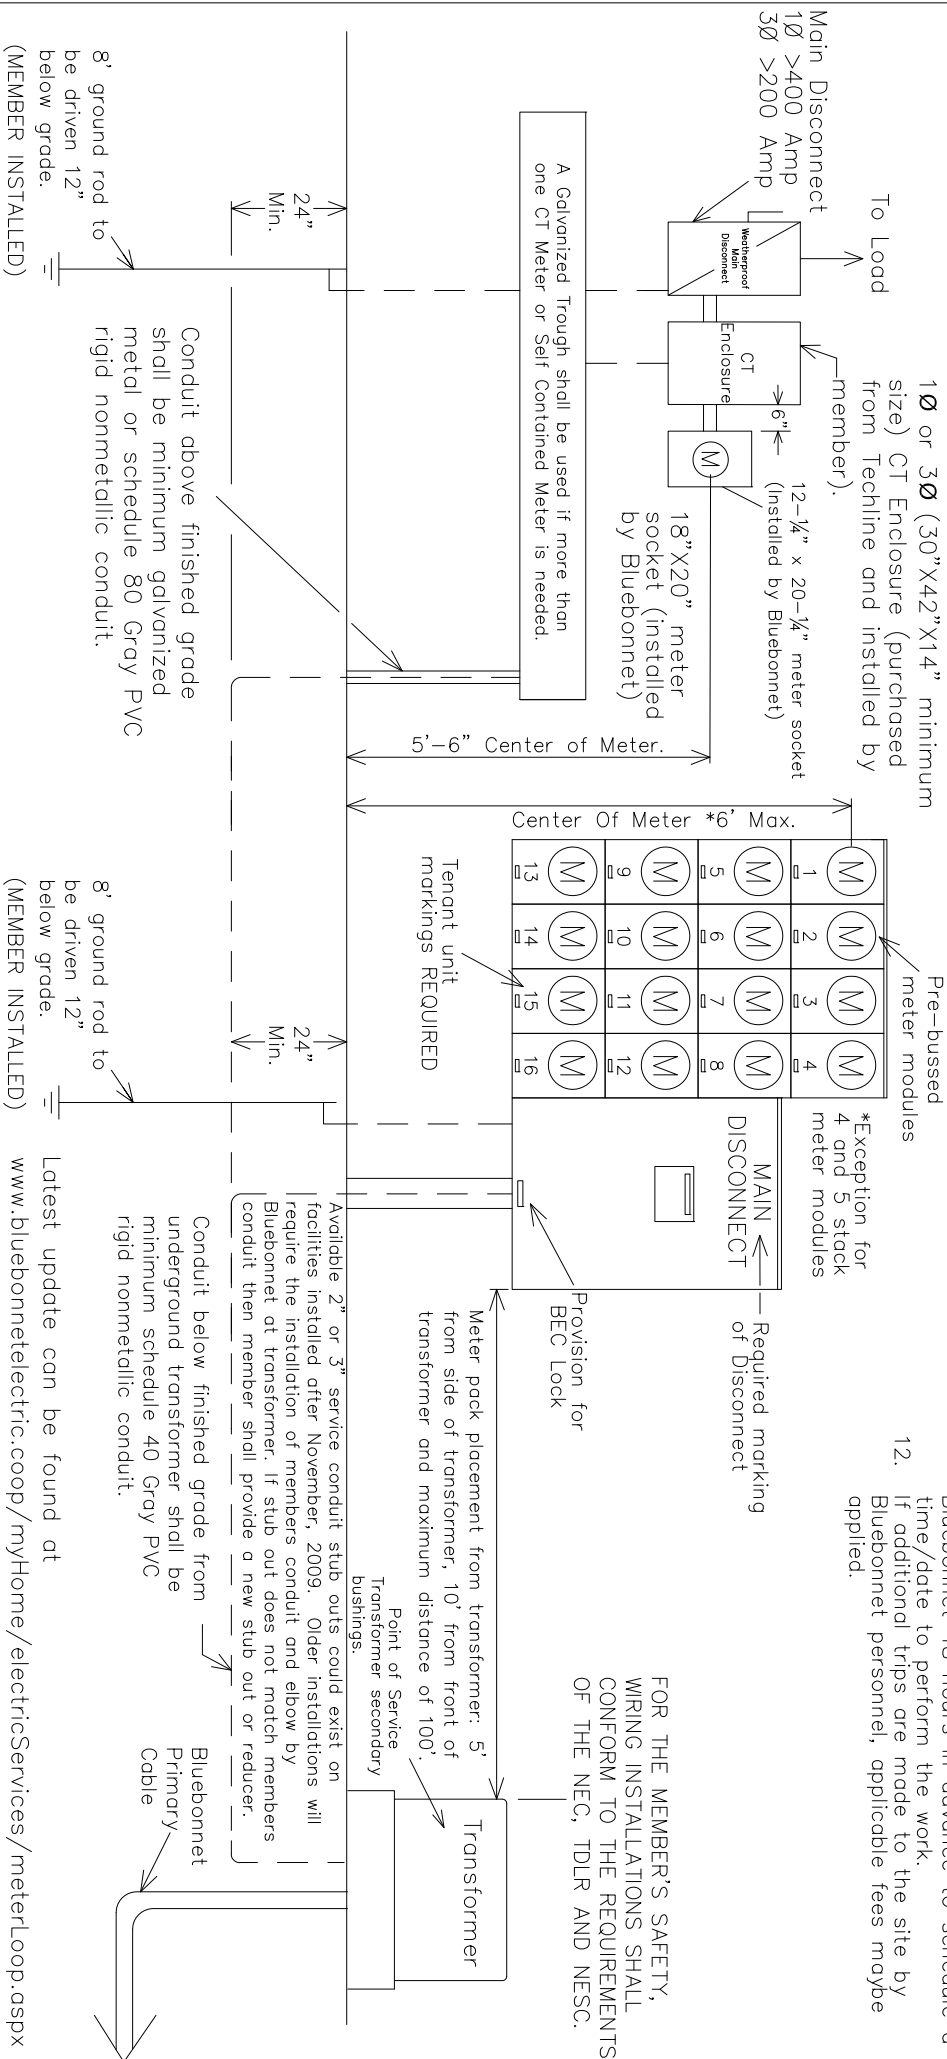 Bluebonnet 48 hours in advance to schedule a
time/date to perform the work.
12. If additional trips are made to the site by
Bluebonnet personnel, applicable fees maybe
applied.
FOR THE MEMBER'S SAFETY,
WIRING INSTALLATIONS SHALL
CONFORM TO THE REQUIREMENTS
OF THE NEC, TDLR AND NESC.
To Load
Main Disconnect
1Ø >400 Amp
3Ø >200 Amp
Weatherproof
Main
Disconnect
CT
Enclosure
6"
M
1Ø or 3Ø (30"X42"X14" minimum
size) CT Enclosure (purchased
from Techline and installed by
member).
12-¼" x 20-¼" meter socket
(Installed by Bluebonnet)
18"X20" meter
socket (installed
by Bluebonnet)
A Galvanized Trough shall be used if more than
one CT Meter or Self Contained Meter is needed.
5'-6" Center of Meter.
Center Of Meter *6' Max.
Pre-bussed
meter modules
M M M M
1 2 3 4
M M M M
5 6 7 8
M M M M
9 10 11 12
M M M M
13 14 15 16
*Exception for
4 and 5 stack
meter modules
MAIN
DISCONNECT
Required marking
of Disconnect
Provision for
BEC Lock
Tenant unit
markings REQUIRED
Meter pack placement from transformer: 5'
from side of transformer, 10' from front of
transformer and maximum distance of 100'.
Transformer
Point of Service
Transformer secondary
bushings.
24"
Min.
8' ground rod to
be driven 12"
below grade.
(MEMBER INSTALLED)
Conduit above finished grade
shall be minimum galvanized
metal or schedule 80 Gray PVC
rigid nonmetallic conduit.
24"
Min.
8' ground rod to
be driven 12"
below grade.
(MEMBER INSTALLED)
Available 2" or 3" service conduit stub outs could exist on
facilities installed after November, 2009. Older installations will
require the installation of members conduit and elbow by
Bluebonnet at transformer. If stub out does not match members
conduit then member shall provide a new stub out or reducer.
Conduit below finished grade from
underground transformer shall be
minimum schedule 40 Gray PVC
rigid nonmetallic conduit.
Bluebonnet
Primary
Cable
Latest update can be found at
www.bluebonnetelectric.coop/myHome/electricServices/meterLoop.aspx